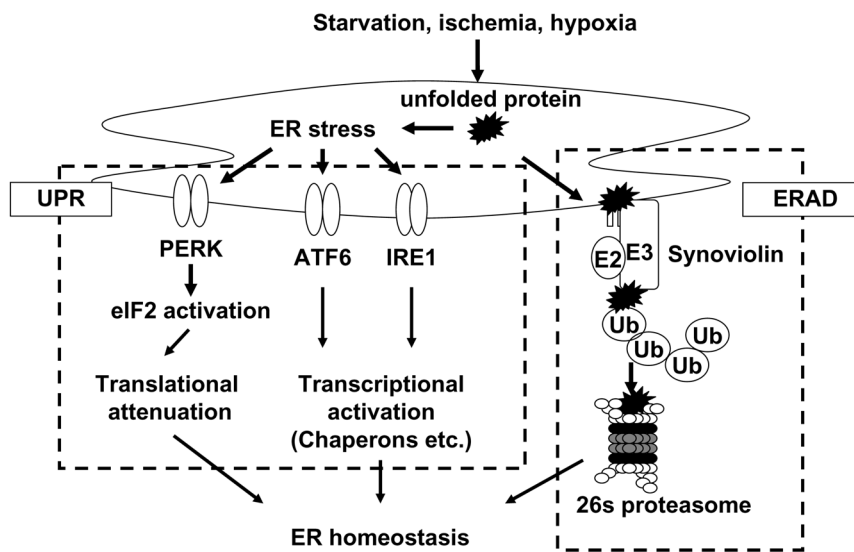 Starvation, ischemia, hypoxia
unfolded protein
ER stress
UPR
ERAD
PERK
ATF6
IRE1
E2
E3
Synoviolin
eIF2 activation
Ub
Ub
Ub
Ub
Translational
attenuation
Transcriptional
activation
(Chaperons etc.)
26s proteasome
ER homeostasis